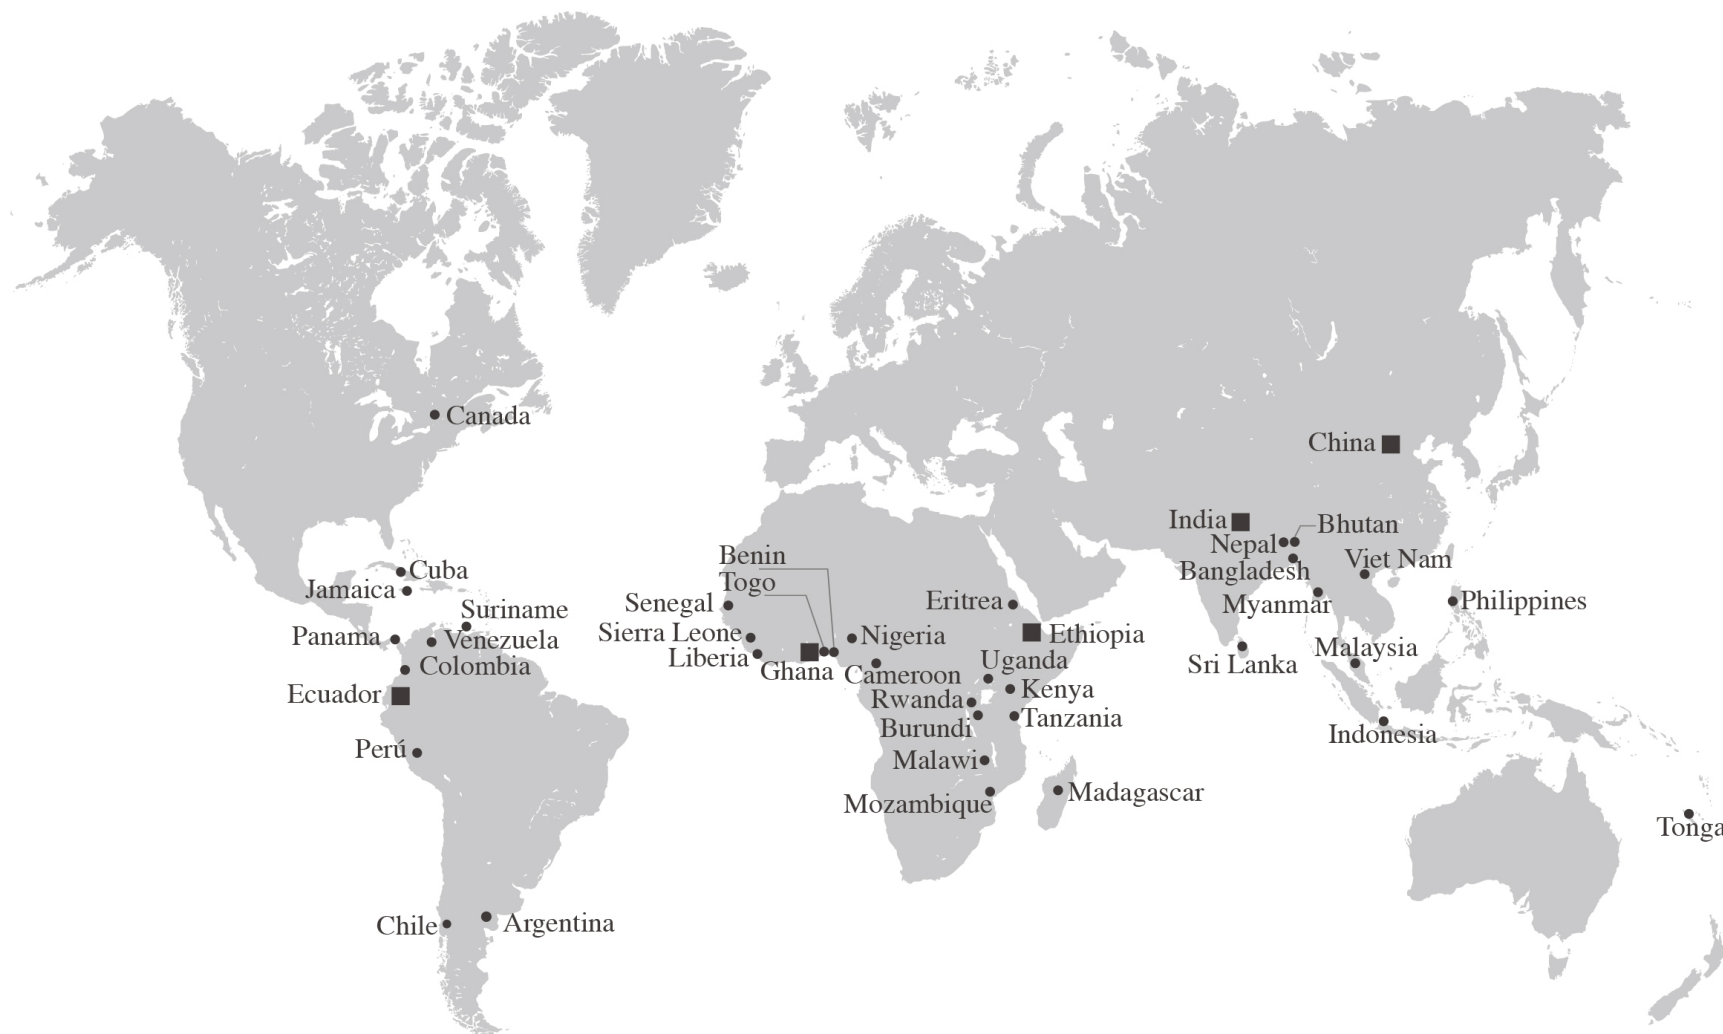 Canada
China
India
Bhutan
Nepal
Benin
Viet Nam
Cuba
Bangladesh
Togo
Jamaica
Senegal
Eritrea
Myanmar
Philippines
Suriname
Panama
Venezuela
Sierra Leone
Nigeria
Ethiopia
Liberia
Ghana
Uganda
Malaysia
Sri Lanka
Colombia
Cameroon
Ecuador
Kenya
Rwanda
Tanzania
Burundi
Indonesia
Perú
Malawi
Madagascar
Mozambique
Tonga
Chile
Argentina